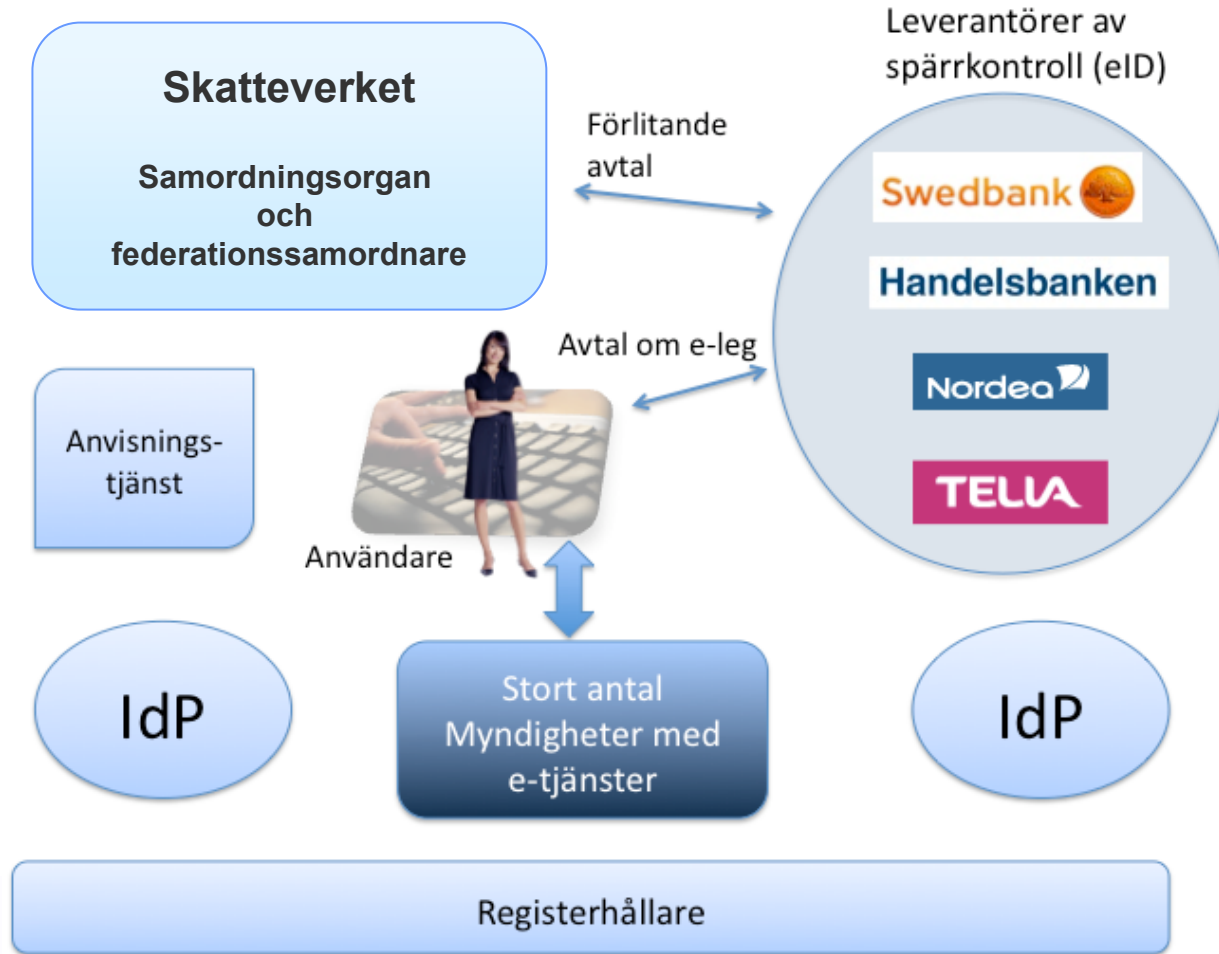 Leverantörer av
spärrkontroll (eID)
Skatteverket
Samordningsorgan
och
federationssamordnare
Förlitande
avtal
Swedbank
Handelsbanken
Nordea
TELIA
Avtal om e-leg
Anvisnings-
tjänst
Användare
IdP
Stort antal
Myndigheter med
e-tjänster
IdP
Registerhållare